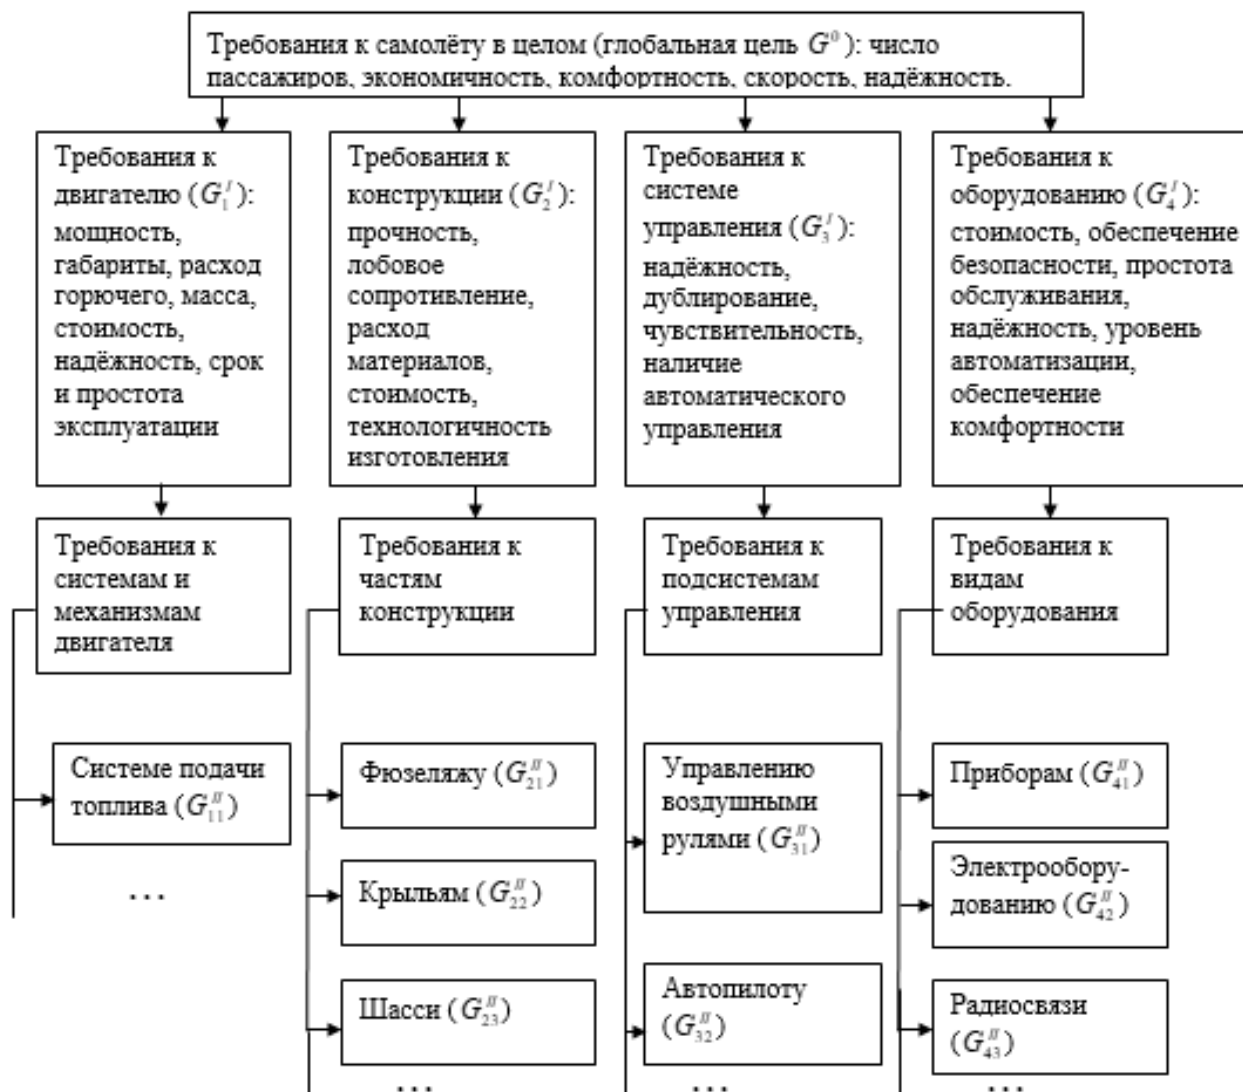 Требования к самолёту в целом (глобальная цель G⁰): число
пассажиров, экономичность, комфортность, скорость, надёжность.
Требования к
двигателю (G₁ᴵ):
мощность,
габариты, расход
горючего, масса,
стоимость,
надёжность, срок
и простота
эксплуатации
Требования к
конструкции (G₂ᴵ):
прочность,
лобовое
сопротивление,
расход
материалов,
стоимость,
технологичность
изготовления
Требования к
системе
управления (G₃ᴵ):
надёжность,
дублирование,
чувствительность,
наличие
автоматического
управления
Требования к
оборудованию (G₄ᴵ):
стоимость, обеспечение
безопасности, простота
обслуживания,
надёжность, уровень
автоматизации,
обеспечение
комфортности
Требования к
системам и
механизмам
двигателя
Требования к
частям
конструкции
Требования к
подсистемам
управления
Требования к
видам
оборудования
Системе подачи
топлива (G₁₁ᴵᴵ)
...
Фюзеляжу (G₂₁ᴵᴵ)
Крыльям (G₂₂ᴵᴵ)
Шасси (G₂₃ᴵᴵ)
...
Управлению
воздушными
рулями (G₃₁ᴵᴵ)
Автопилоту
(G₃₂ᴵᴵ)
...
Приборам (G₄₁ᴵᴵ)
Электрообору-
дованию (G₄₂ᴵᴵ)
Радиосвязи
(G₄₃ᴵᴵ)
...